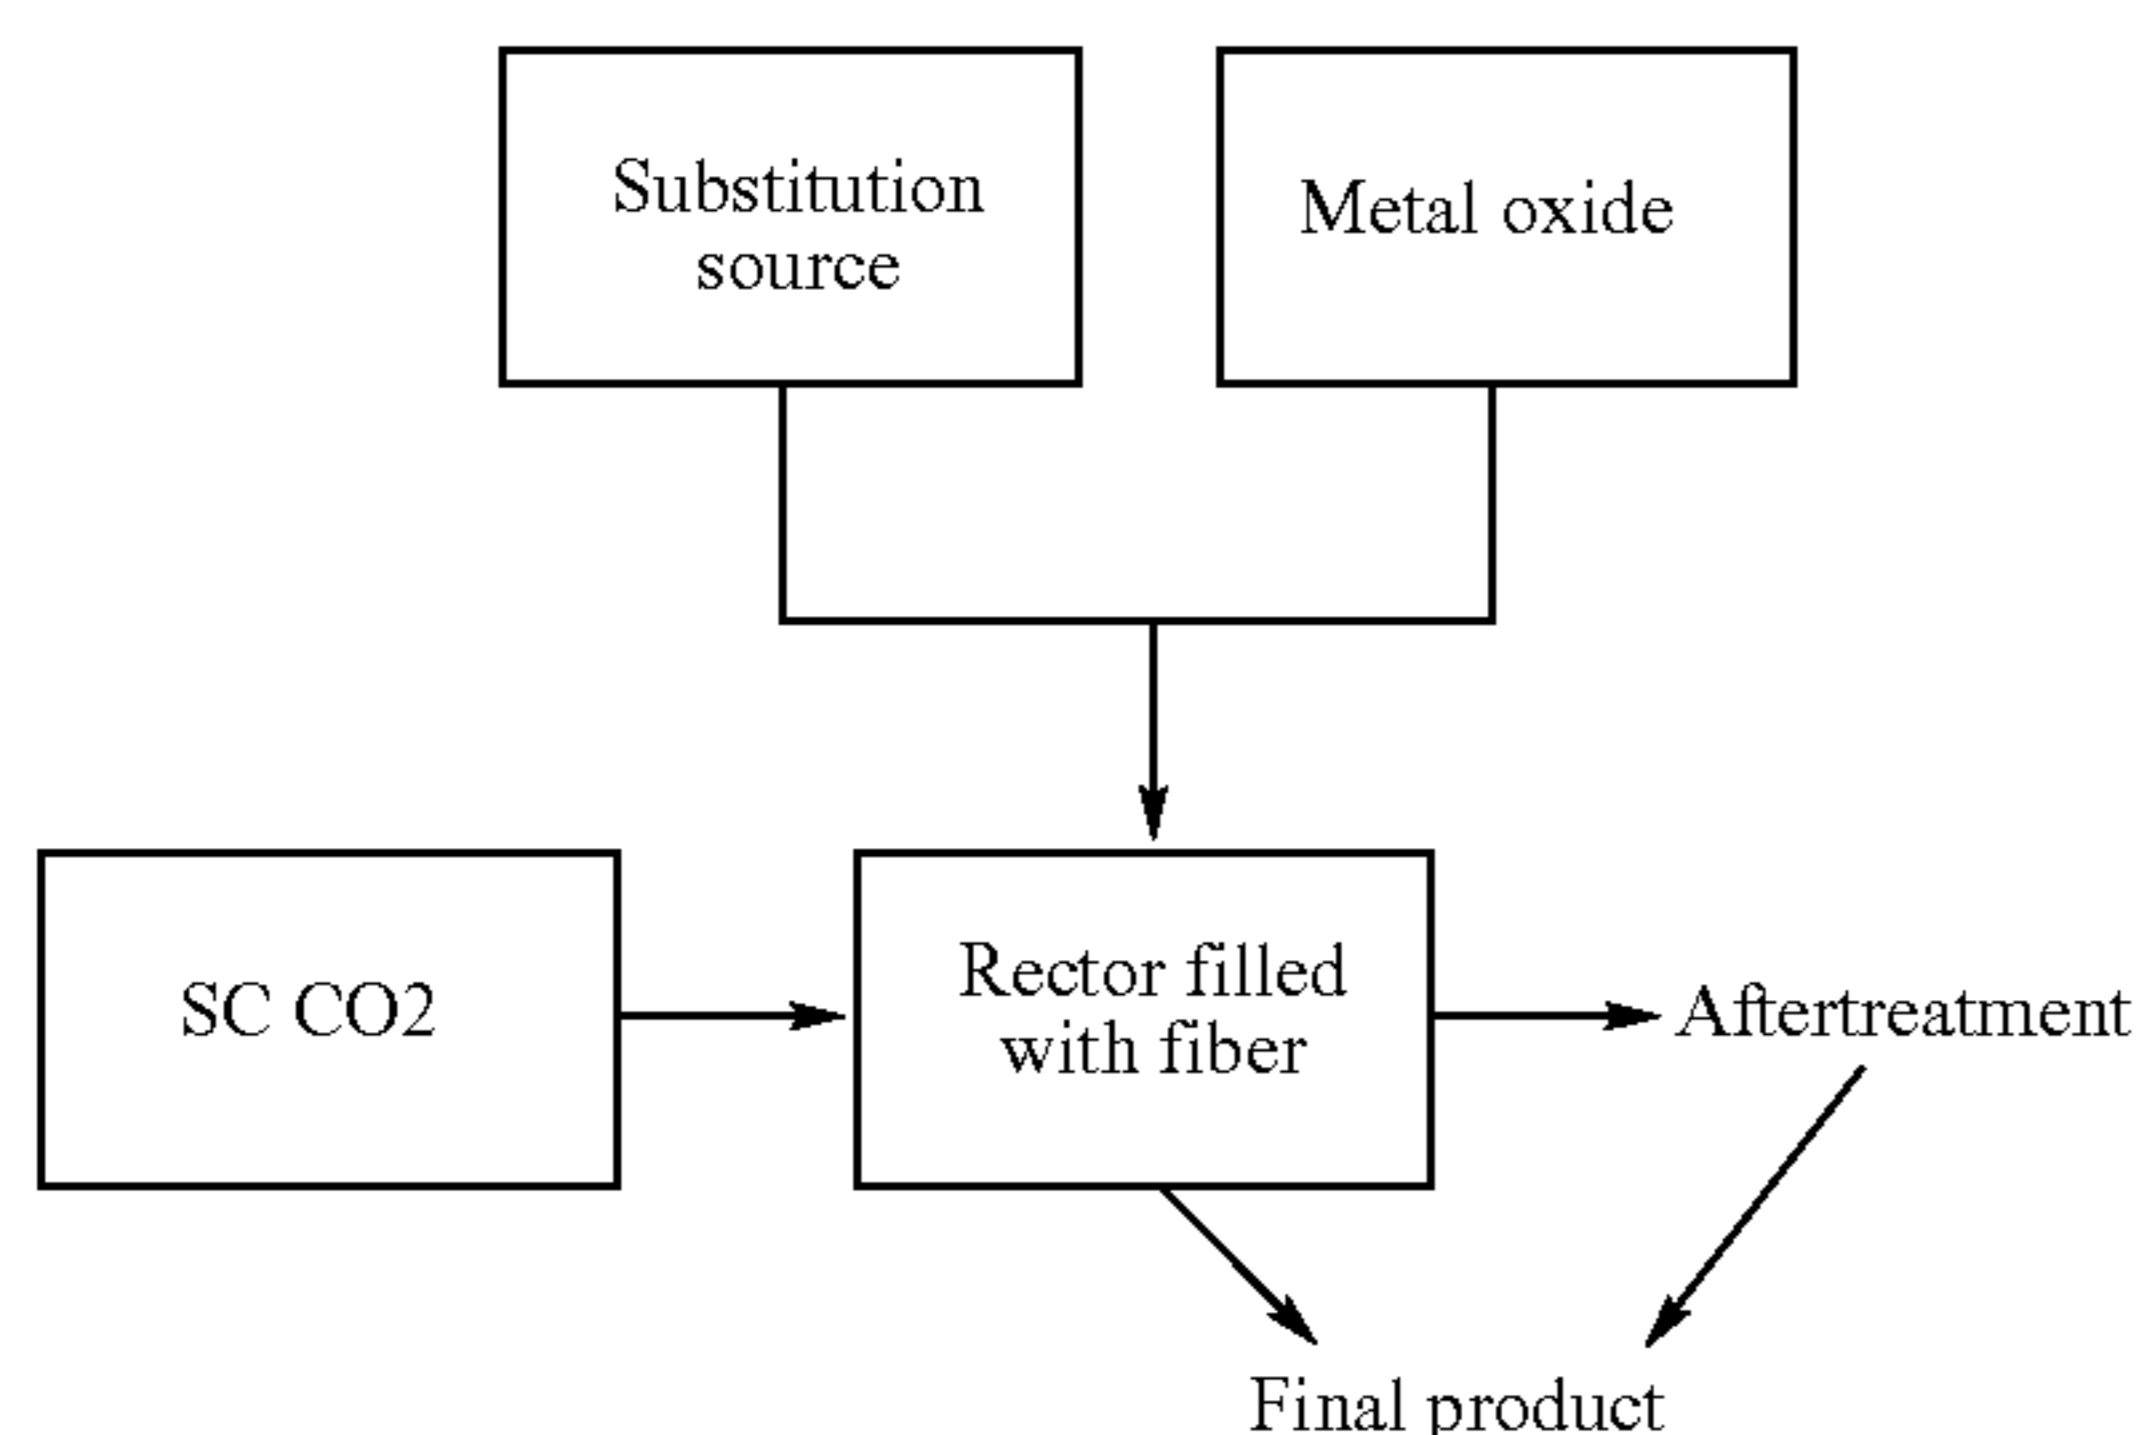 Substitution
source
Metal oxide
SC CO2
Rector filled
with fiber
Aftertreatment
Final product